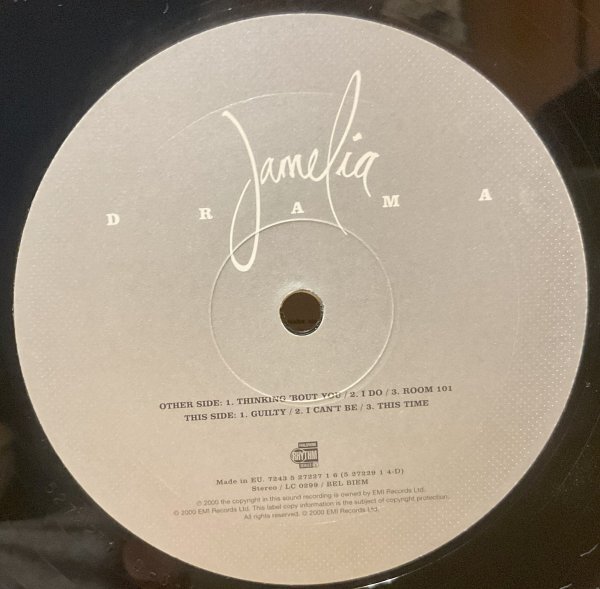 Jamelia
D R A M A
OTHER SIDE: 1. THINKING 'BOUT YOU / 2. I DO / 3. ROOM 101
THIS SIDE: 1. GUILTY / 2. I CAN'T BE / 3. THIS TIME
RHYTHM
Made in EU. 7243 5 27227 1 6 (5 27229 1 4-D)
Stereo / LC 0299 / BEL BIEM
℗ 2000 the copyright in this sound recording is owned by EMI Records Ltd.
© 2000 EMI Records Ltd. This label copy information is the subject of copyright protection.
All rights reserved. © 2000 EMI Records Ltd.